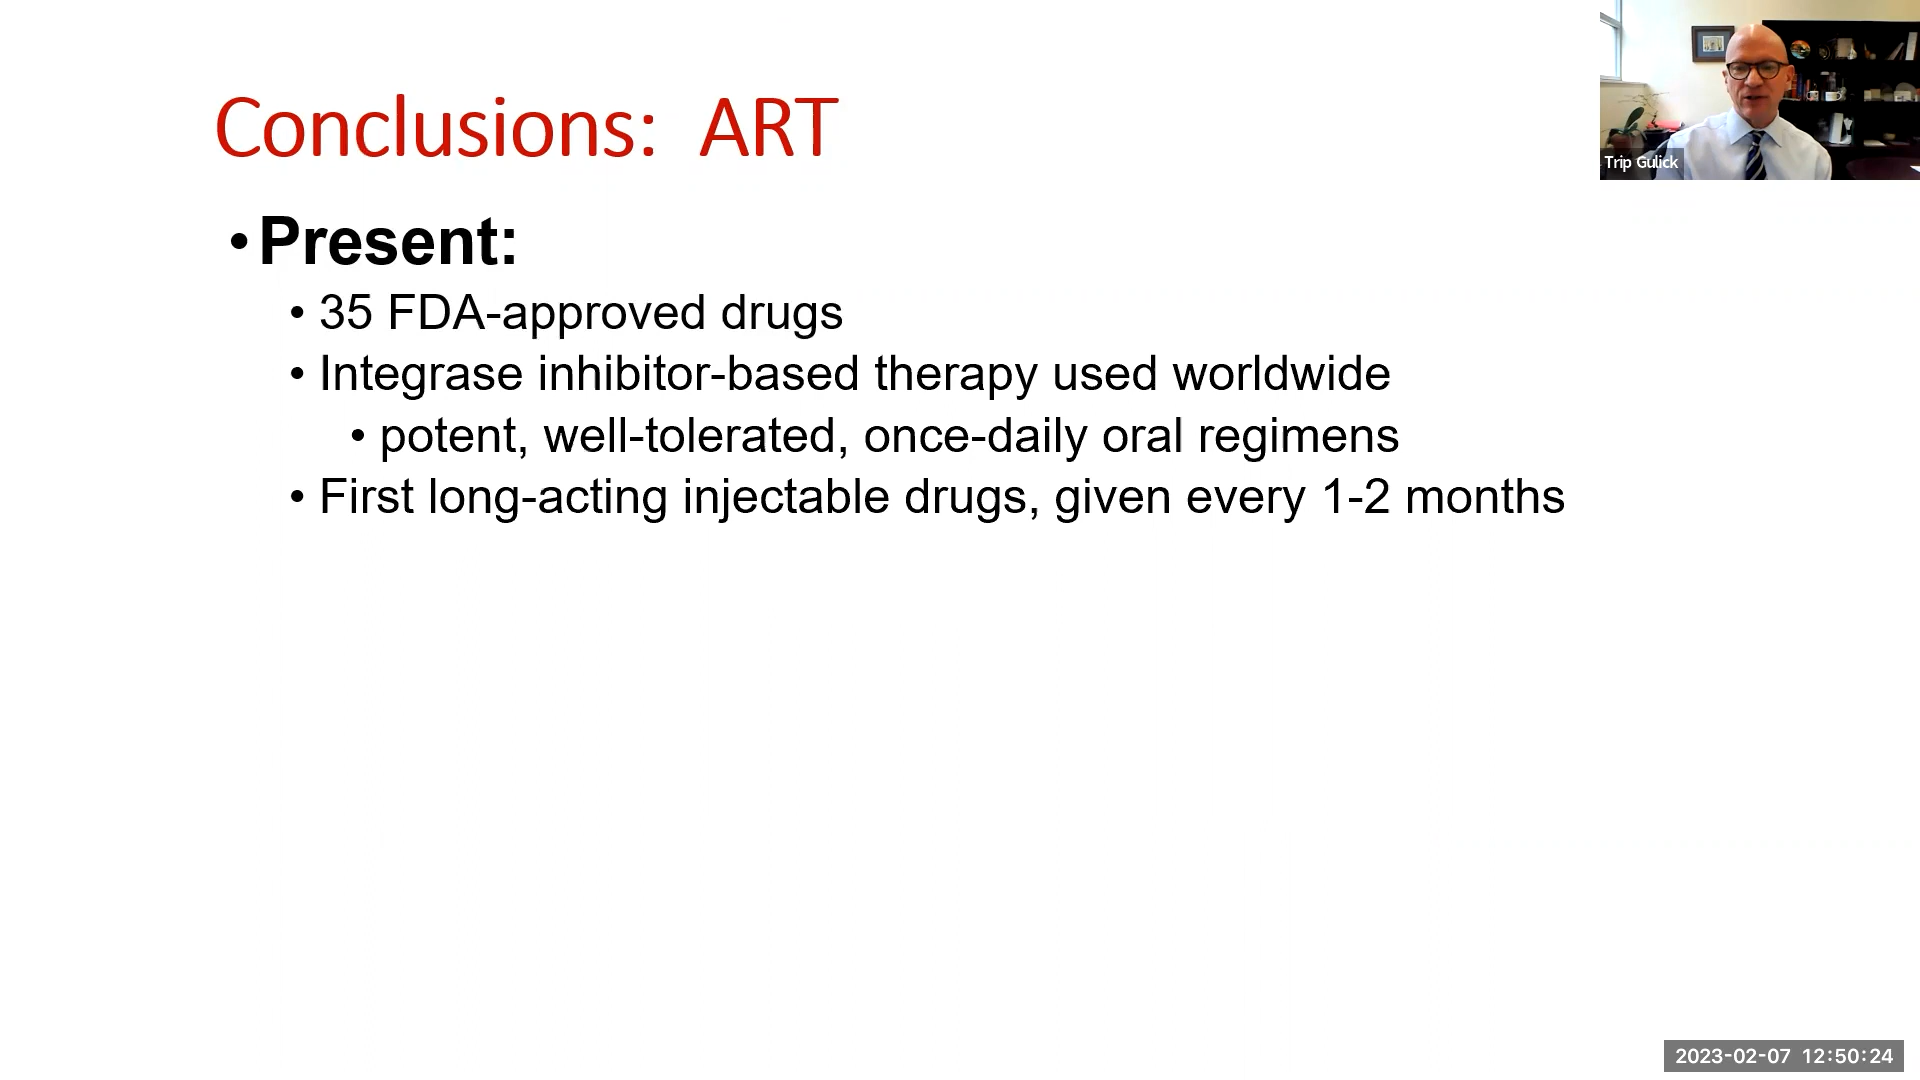 Conclusions: ART
• Present:
• 35 FDA-approved drugs
• Integrase inhibitor-based therapy used worldwide
• potent, well-tolerated, once-daily oral regimens
• First long-acting injectable drugs, given every 1-2 months
Trip Gulick
2023-02-07 12:50:24